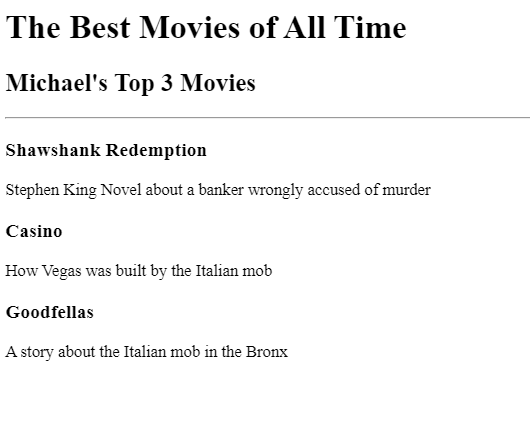 The Best Movies of All Time
Michael's Top 3 Movies
Shawshank Redemption
Stephen King Novel about a banker wrongly accused of murder
Casino
How Vegas was built by the Italian mob
Goodfellas
A story about the Italian mob in the Bronx